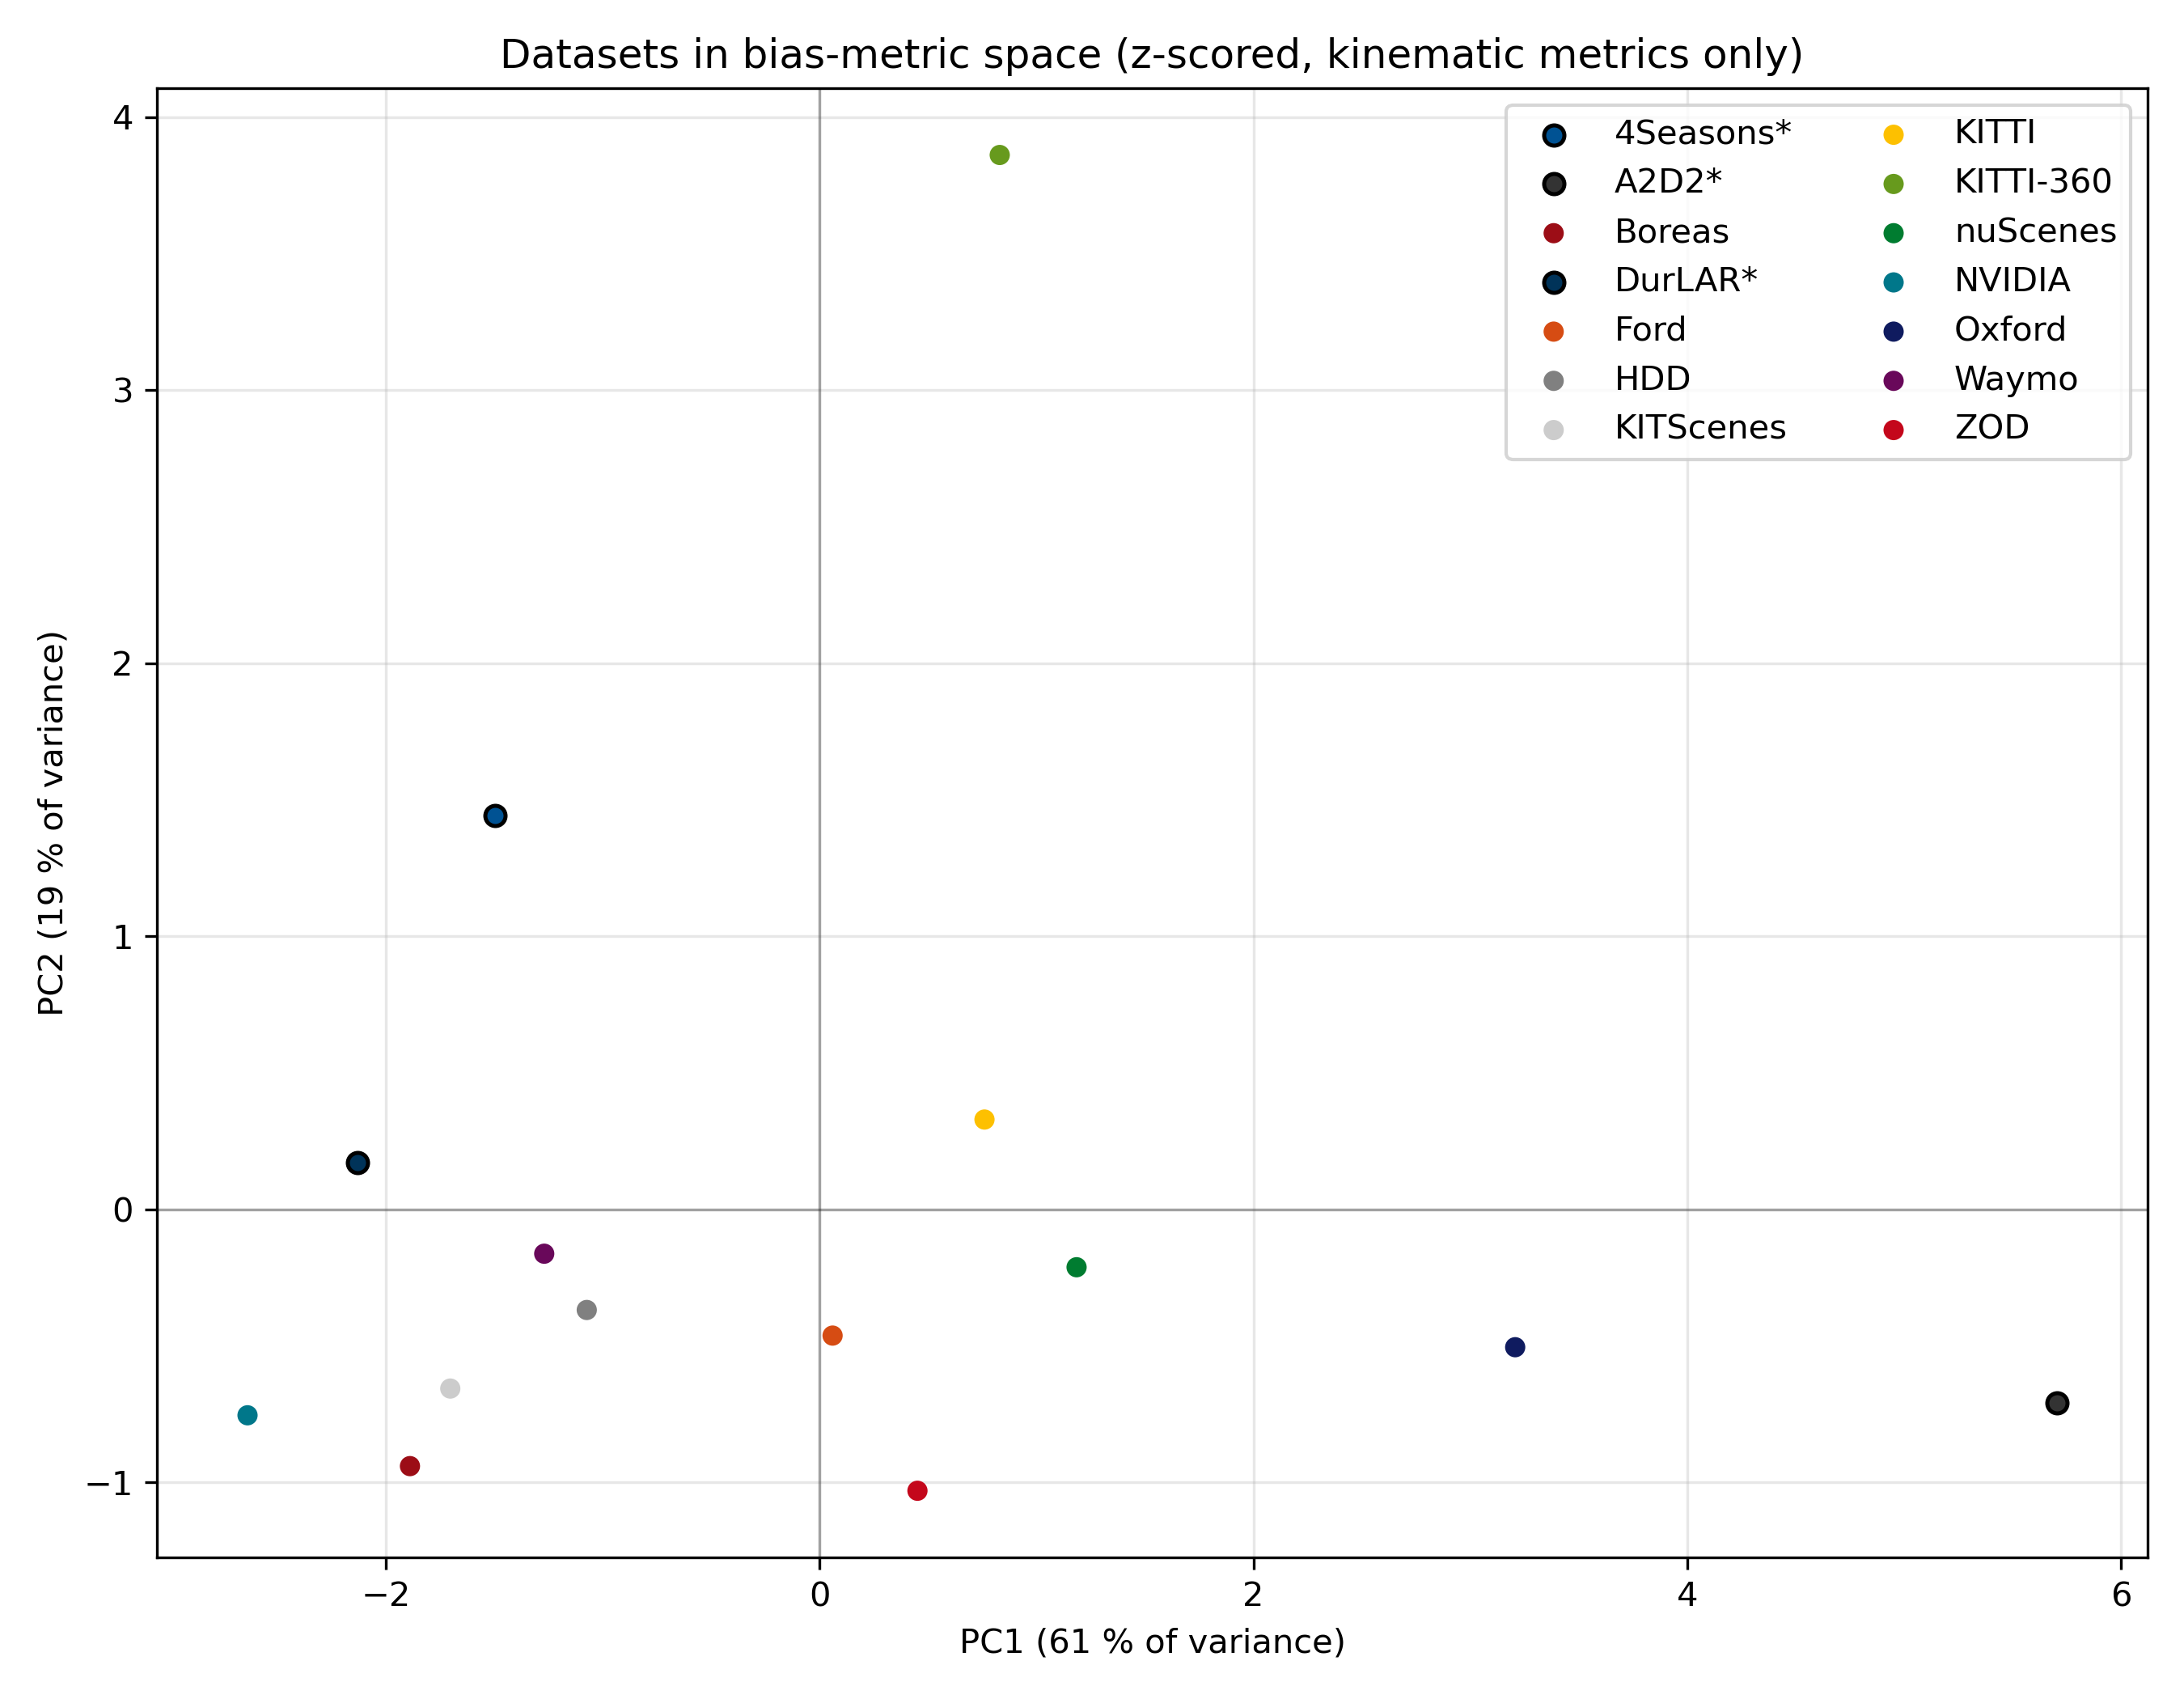 Datasets in bias-metric space (z-scored, kinematic metrics only)
4Seasons*
A2D2*
Boreas
DurLAR*
Ford
HDD
KITScenes
KITTI
KITTI-360
nuScenes
NVIDIA
Oxford
Waymo
ZOD
PC2 (19 % of variance)
4
3
2
1
0
−1
−2
0
2
4
6
PC1 (61 % of variance)